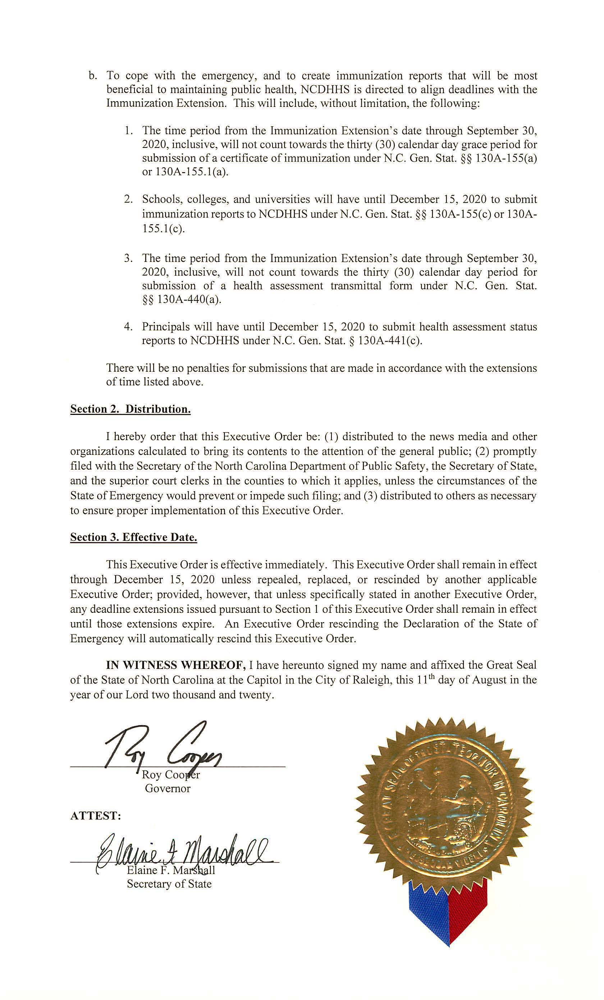 b. To cope with the emergency, and to create immunization reports that will be most
beneficial to maintaining public health, NCDHHS is directed to align deadlines with the
Immunization Extension. This will include, without limitation, the following:
1. The time period from the Immunization Extension's date through September 30,
2020, inclusive, will not count towards the thirty (30) calendar day grace period for
submission of a certificate of immunization under N.C. Gen. Stat. §§ 130A-155(a)
or 130A-155.1(a).
2. Schools, colleges, and universities will have until December 15, 2020 to submit
immunization reports to NCDHHS under N.C. Gen. Stat. §§ 130A-155(c) or 130A-
155.1(c).
3. The time period from the Immunization Extension's date through September 30,
2020, inclusive, will not count towards the thirty (30) calendar day period for
submission of a health assessment transmittal form under N.C. Gen. Stat.
§§ 130A-440(a).
4. Principals will have until December 15, 2020 to submit health assessment status
reports to NCDHHS under N.C. Gen. Stat. § 130A-441(c).
There will be no penalties for submissions that are made in accordance with the extensions
of time listed above.
Section 2. Distribution.
I hereby order that this Executive Order be: (1) distributed to the news media and other
organizations calculated to bring its contents to the attention of the general public; (2) promptly
filed with the Secretary of the North Carolina Department of Public Safety, the Secretary of State,
and the superior court clerks in the counties to which it applies, unless the circumstances of the
State of Emergency would prevent or impede such filing; and (3) distributed to others as necessary
to ensure proper implementation of this Executive Order.
Section 3. Effective Date.
This Executive Order is effective immediately. This Executive Order shall remain in effect
through December 15, 2020 unless repealed, replaced, or rescinded by another applicable
Executive Order; provided, however, that unless specifically stated in another Executive Order,
any deadline extensions issued pursuant to Section 1 of this Executive Order shall remain in effect
until those extensions expire. An Executive Order rescinding the Declaration of the State of
Emergency will automatically rescind this Executive Order.
IN WITNESS WHEREOF, I have hereunto signed my name and affixed the Great Seal
of the State of North Carolina at the Capitol in the City of Raleigh, this 11th day of August in the
year of our Lord two thousand and twenty.
Roy Cooper
Roy Cooper
Governor
ATTEST:
Elaine F Marshall
Elaine F. Marshall
Secretary of State
GREAT SEAL OF THE STATE OF NORTH CAROLINA